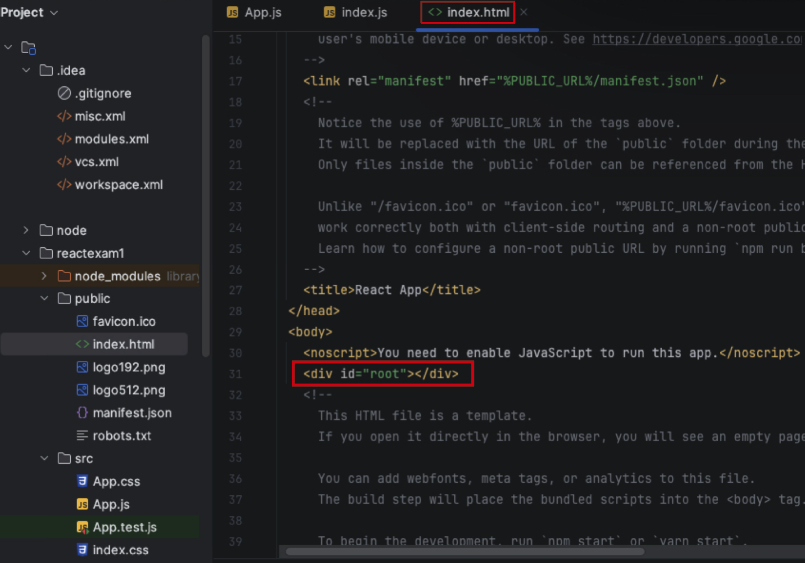 Project
.idea
.gitignore
misc.xml
modules.xml
vcs.xml
workspace.xml
node
reactexam1
node_modules library
public
favicon.ico
index.html
logo192.png
logo512.png
manifest.json
robots.txt
src
App.css
App.js
App.test.js
index.css
App.js index.js index.html
15 user's mobile device or desktop. See https://developers.google.co
16 -->
17 <link rel="manifest" href="%PUBLIC_URL%/manifest.json" />
18 <!--
19 Notice the use of %PUBLIC_URL% in the tags above.
20 It will be replaced with the URL of the `public` folder during the
21 Only files inside the `public` folder can be referenced from the H
22
23 Unlike "/favicon.ico" or "favicon.ico", "%PUBLIC_URL%/favicon.ico"
24 work correctly both with client-side routing and a non-root public
25 Learn how to configure a non-root public URL by running `npm run b
26 -->
27 <title>React App</title>
28 </head>
29 <body>
30 <noscript>You need to enable JavaScript to run this app.</noscript>
31 <div id="root"></div>
32 <!--
33 This HTML file is a template.
34 If you open it directly in the browser, you will see an empty page
35
36 You can add webfonts, meta tags, or analytics to this file.
37 The build step will place the bundled scripts into the <body> tag.
38
39 To begin the development, run `npm start` or `yarn start`.